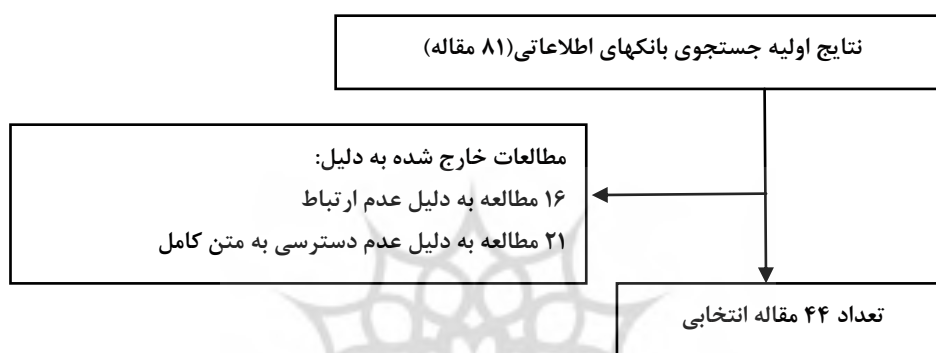 نتایج اولیه جستجوی بانکهای اطلاعاتی(۸۱ مقاله)
مطالعات خارج شده به دلیل:
۱۶ مطالعه به دلیل عدم ارتباط
۲۱ مطالعه به دلیل عدم دسترسی به متن کامل
تعداد ۴۴ مقاله انتخابی